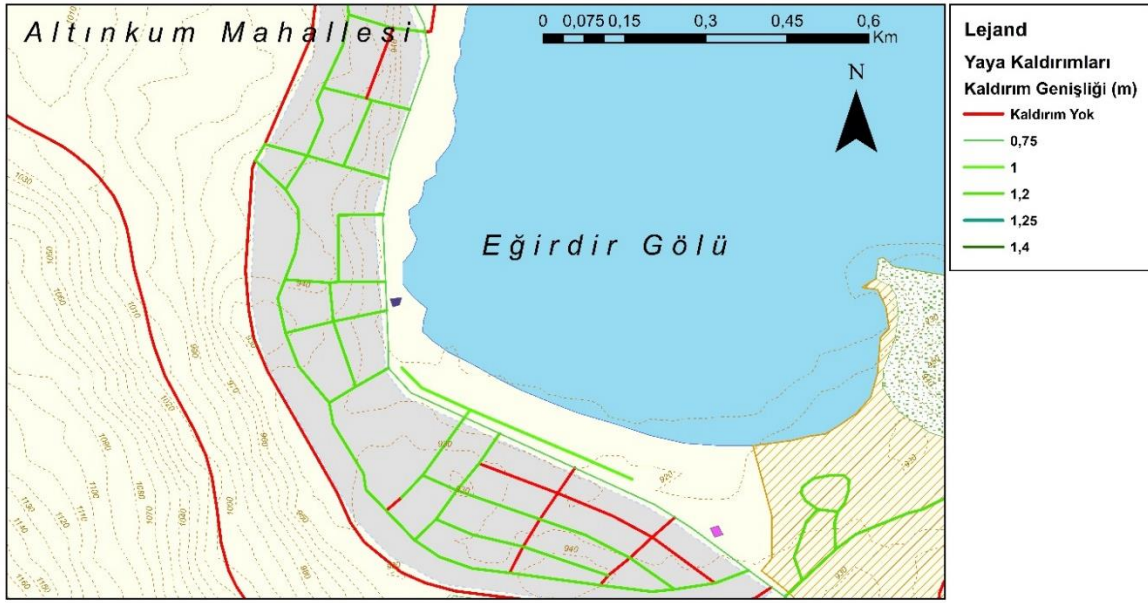 Altınkum Mahallesi
0 0,075 0,15 0,3 0,45 0,6
Km
N
Eğirdir Gölü
Lejand
Yaya Kaldırımları
Kaldırım Genişliği (m)
Kaldırım Yok
0,75
1
1,2
1,25
1,4